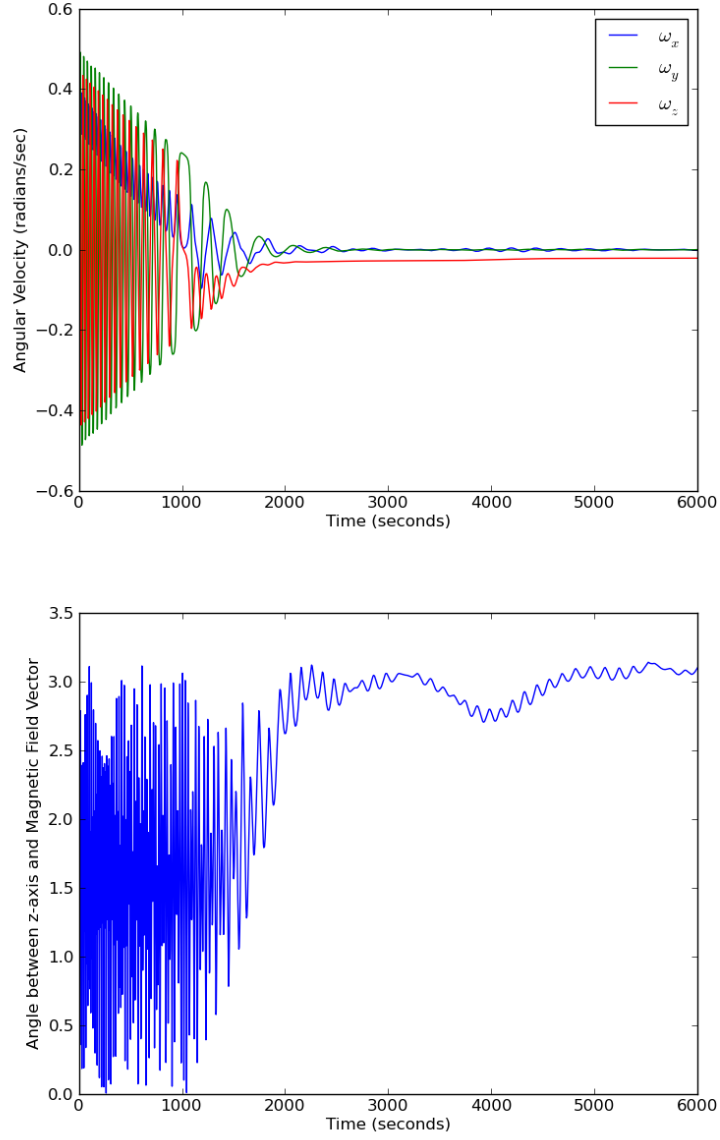 0.6
0.4
0.2
0.0
−0.2
−0.4
−0.6
Angular Velocity (radians/sec)
ω_x
ω_y
ω_z
0 1000 2000 3000 4000 5000 6000
Time (seconds)
3.5
3.0
2.5
2.0
1.5
1.0
0.5
0.0
Angle between z-axis and Magnetic Field Vector
0 1000 2000 3000 4000 5000 6000
Time (seconds)